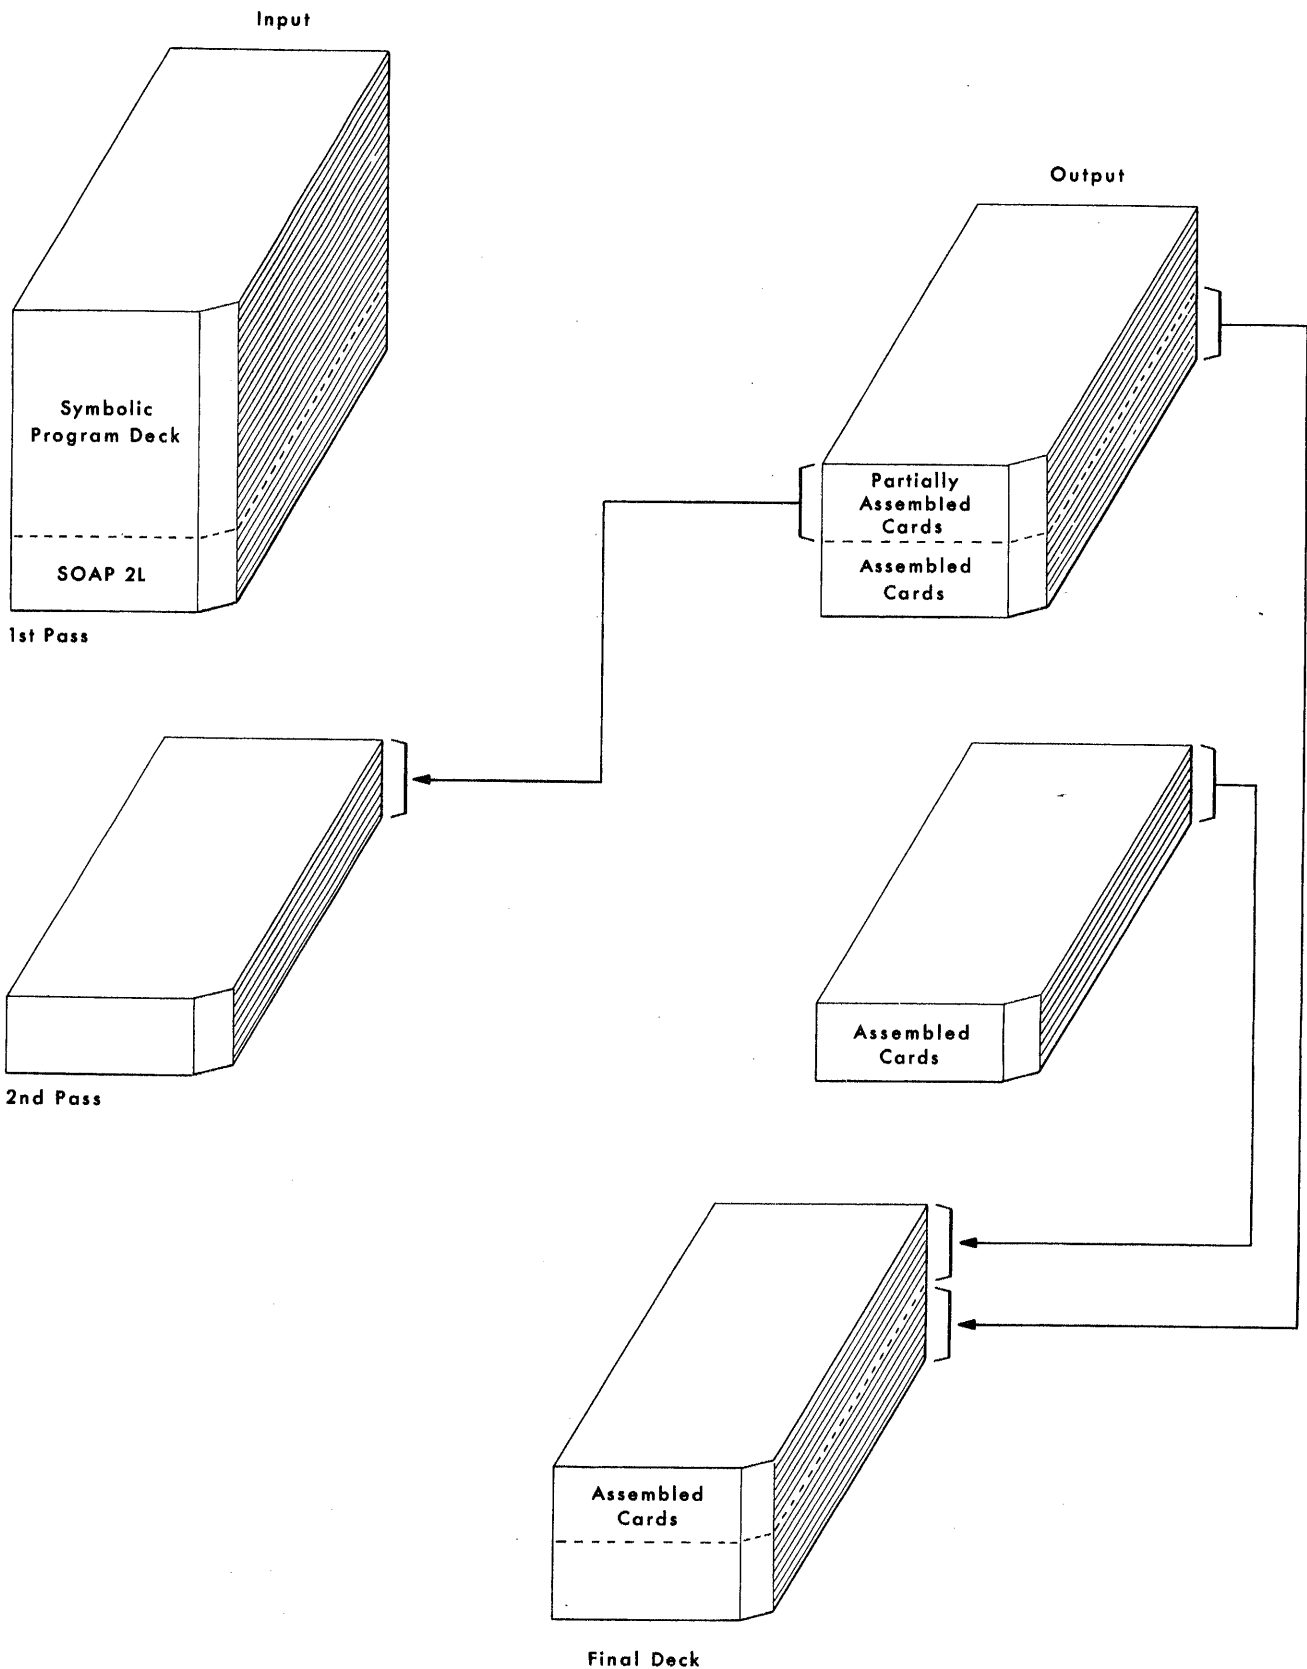 Input
Output
Symbolic
Program Deck
SOAP 2L
1st Pass
Partially
Assembled
Cards
Assembled
Cards
2nd Pass
Assembled
Cards
Assembled
Cards
Final Deck